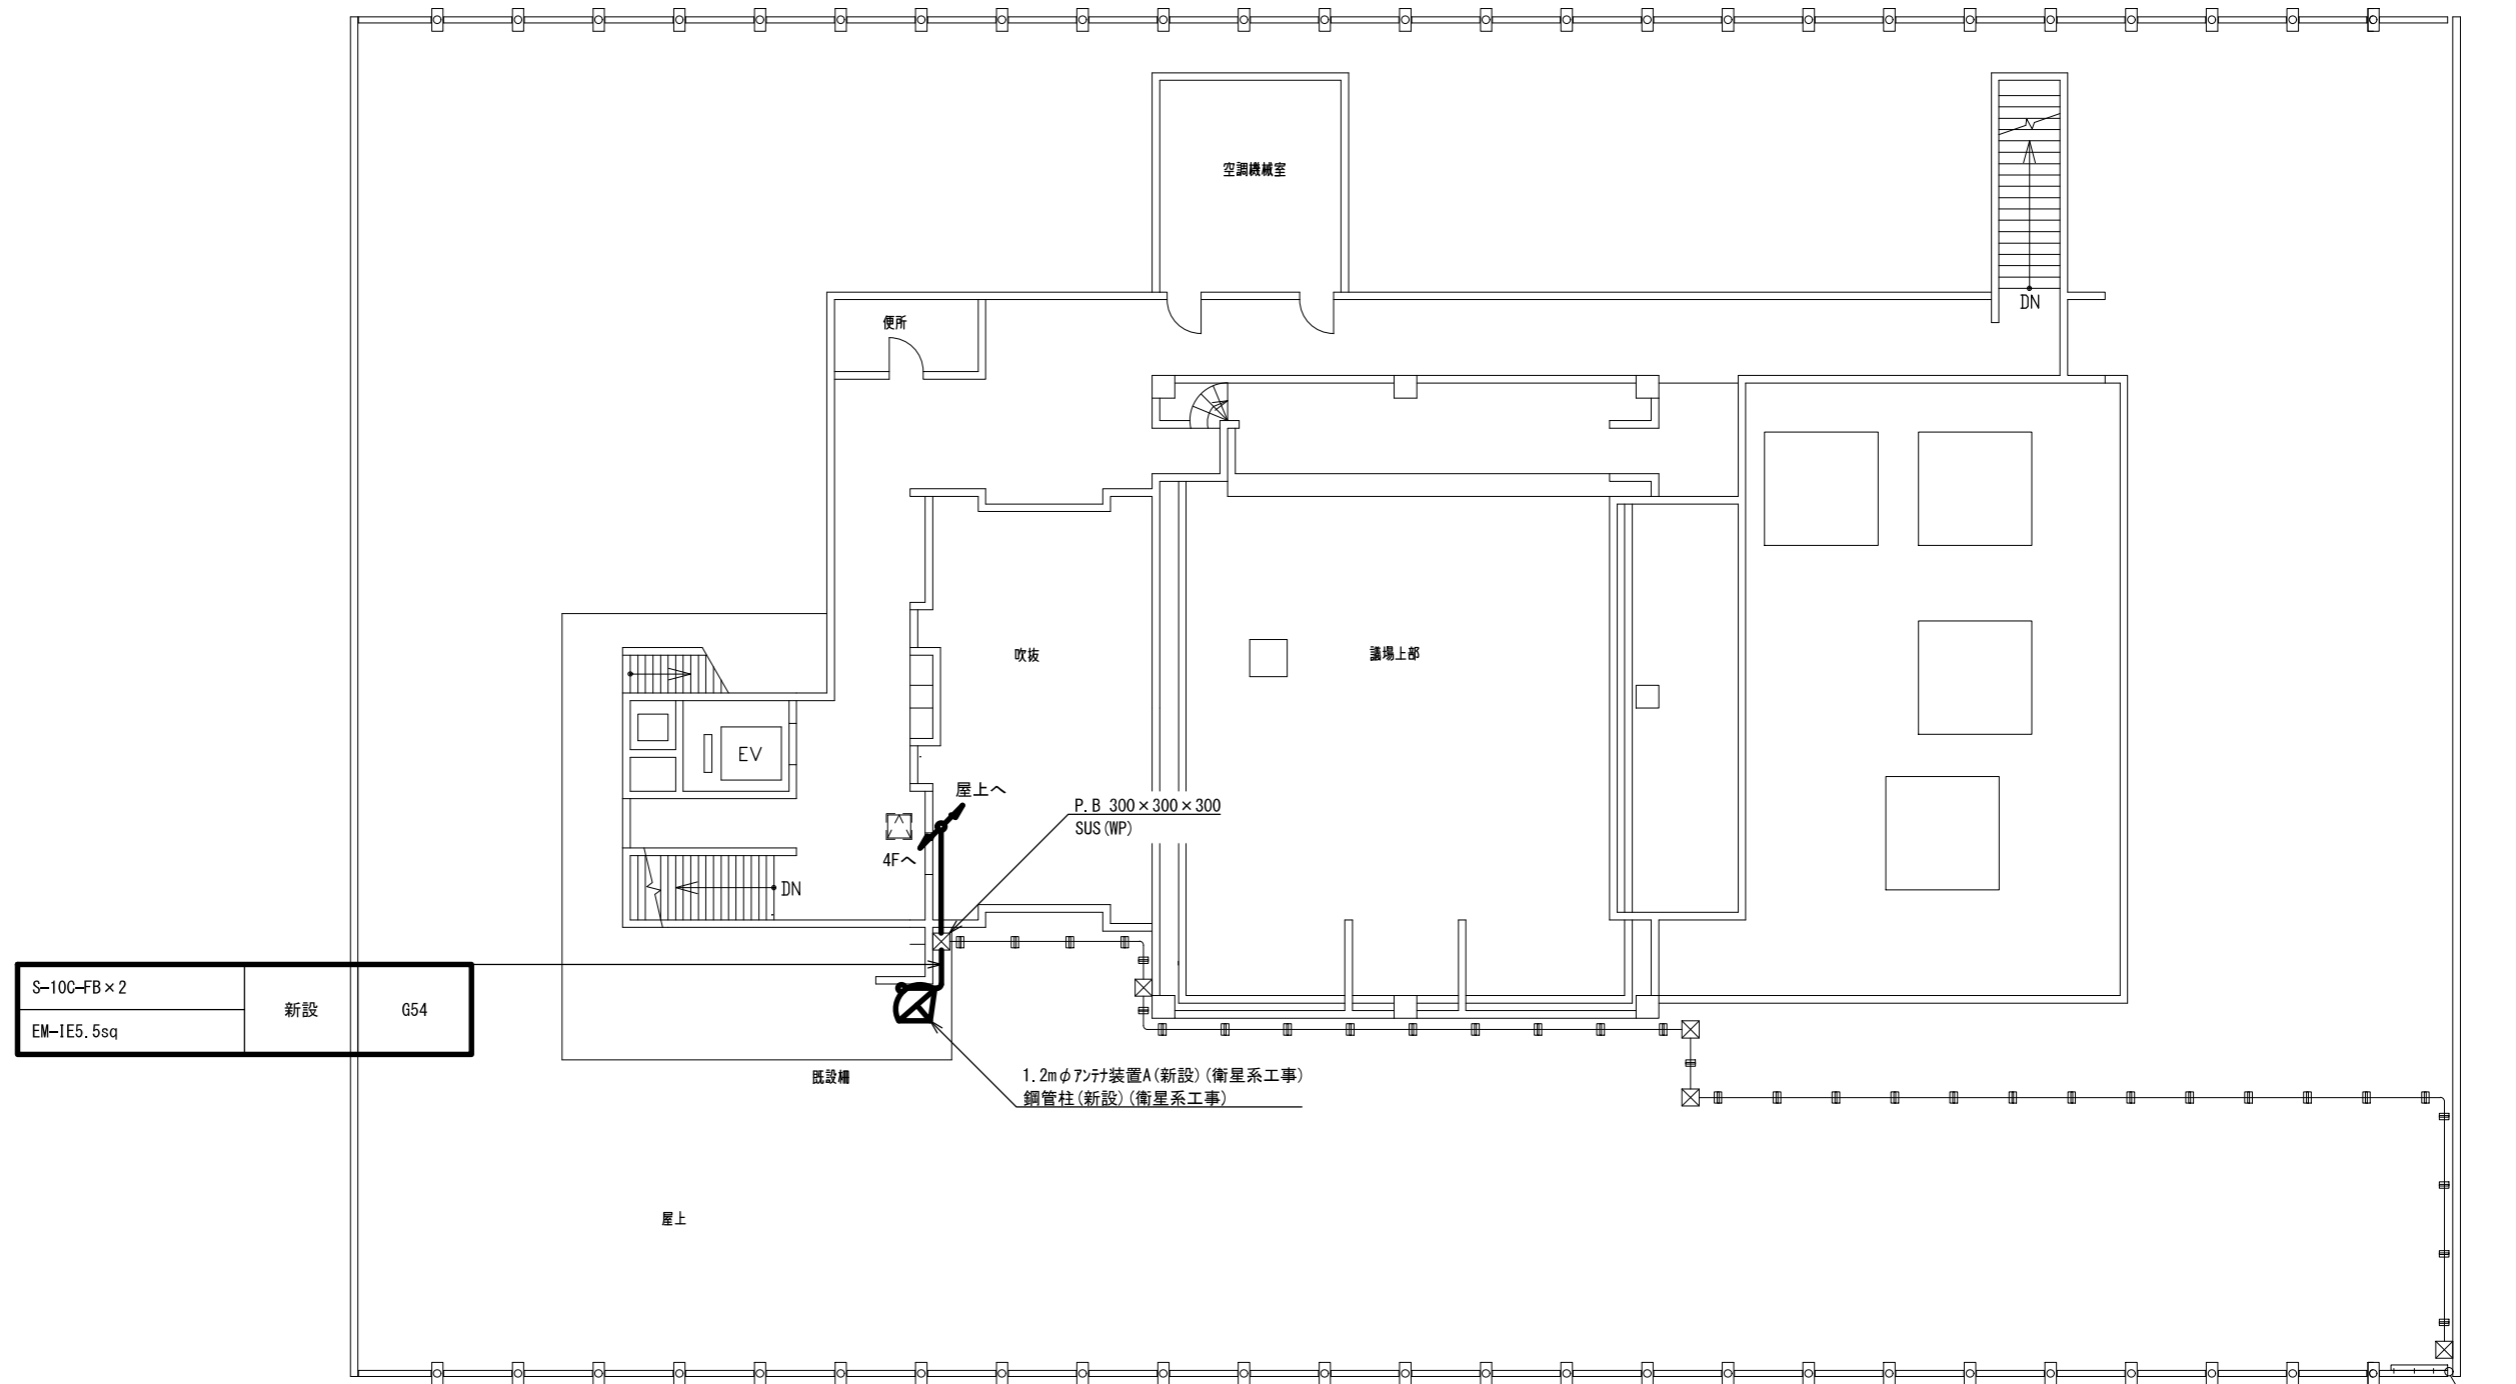 空調機械室
DN
便所
吹抜
議場上部
EV
屋上へ
P.B 300×300×300
SUS(WP)
4Fへ
DN
S-10C-FB×2
新設
G54
EM-IE5.5sq
既設柵
1.2mφアンテナ装置A(新設)(衛星系工事)
鋼管柱(新設)(衛星系工事)
屋上